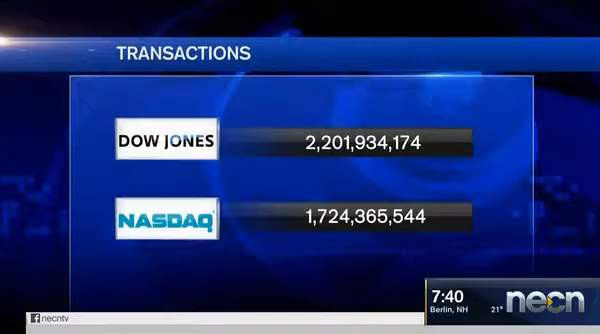 TRANSACTIONS
DOW JONES 2,201,934,174
NASDAQ 1,724,365,544
7:40
Berlin, NH 21°
necn
necntv